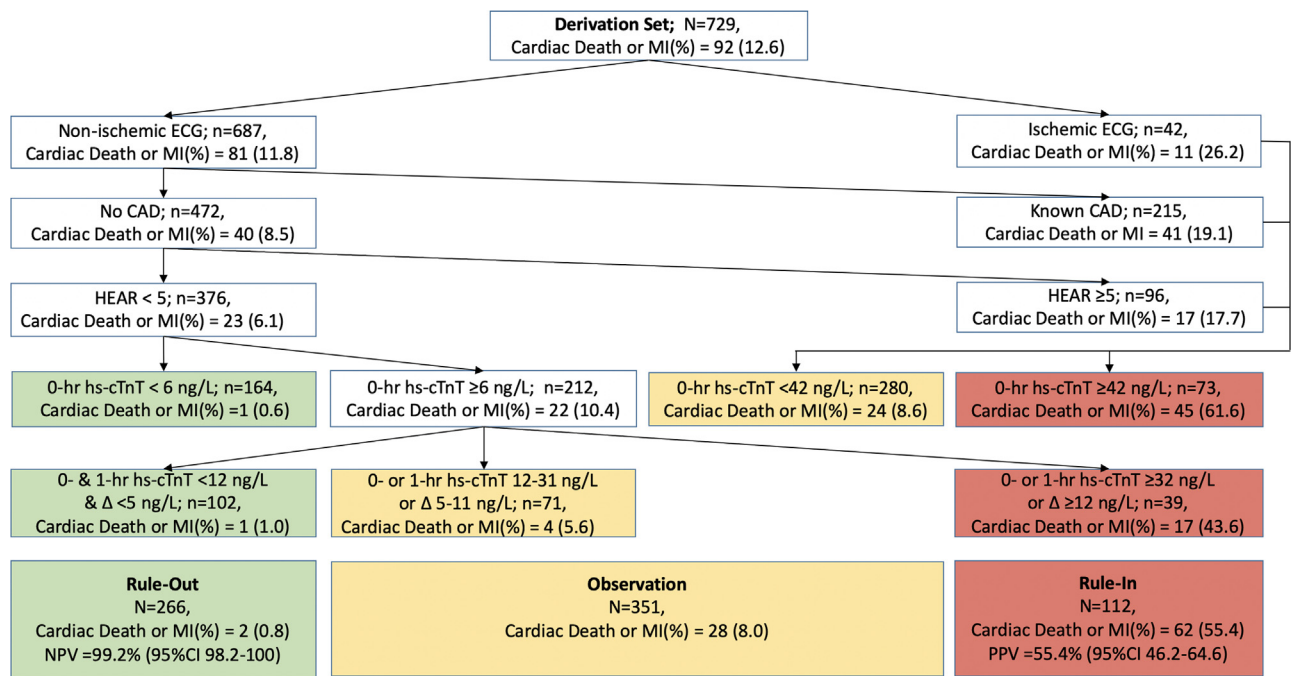 Derivation Set;  N=729,
Cardiac Death or MI(%) = 92 (12.6)
Non-ischemic ECG; n=687,
Cardiac Death or MI(%) = 81 (11.8)
Ischemic ECG; n=42,
Cardiac Death or MI(%) = 11 (26.2)
No CAD; n=472,
Cardiac Death or MI(%) = 40 (8.5)
Known CAD; n=215,
Cardiac Death or MI = 41 (19.1)
HEAR < 5; n=376,
Cardiac Death or MI(%) = 23 (6.1)
HEAR ≥5; n=96,
Cardiac Death or MI(%) = 17 (17.7)
0-hr hs-cTnT < 6 ng/L; n=164,
Cardiac Death or MI(%) =1 (0.6)
0-hr hs-cTnT ≥6 ng/L;  n=212,
Cardiac Death or MI(%) = 22 (10.4)
0-hr hs-cTnT <42 ng/L; n=280,
Cardiac Death or MI(%) = 24 (8.6)
0-hr hs-cTnT ≥42 ng/L; n=73,
Cardiac Death or MI(%) = 45 (61.6)
0- & 1-hr hs-cTnT <12 ng/L
& Δ <5 ng/L; n=102,
Cardiac Death or MI(%) = 1 (1.0)
0- or 1-hr hs-cTnT 12-31 ng/L
or Δ 5-11 ng/L; n=71,
Cardiac Death or MI(%) = 4 (5.6)
0- or 1-hr hs-cTnT ≥32 ng/L
or Δ ≥12 ng/L; n=39,
Cardiac Death or MI(%) = 17 (43.6)
Rule-Out
N=266,
Cardiac Death or MI(%) = 2 (0.8)
NPV =99.2% (95%CI 98.2-100)
Observation
N=351,
Cardiac Death or MI(%) = 28 (8.0)
Rule-In
N=112,
Cardiac Death or MI(%) = 62 (55.4)
PPV =55.4% (95%CI 46.2-64.6)